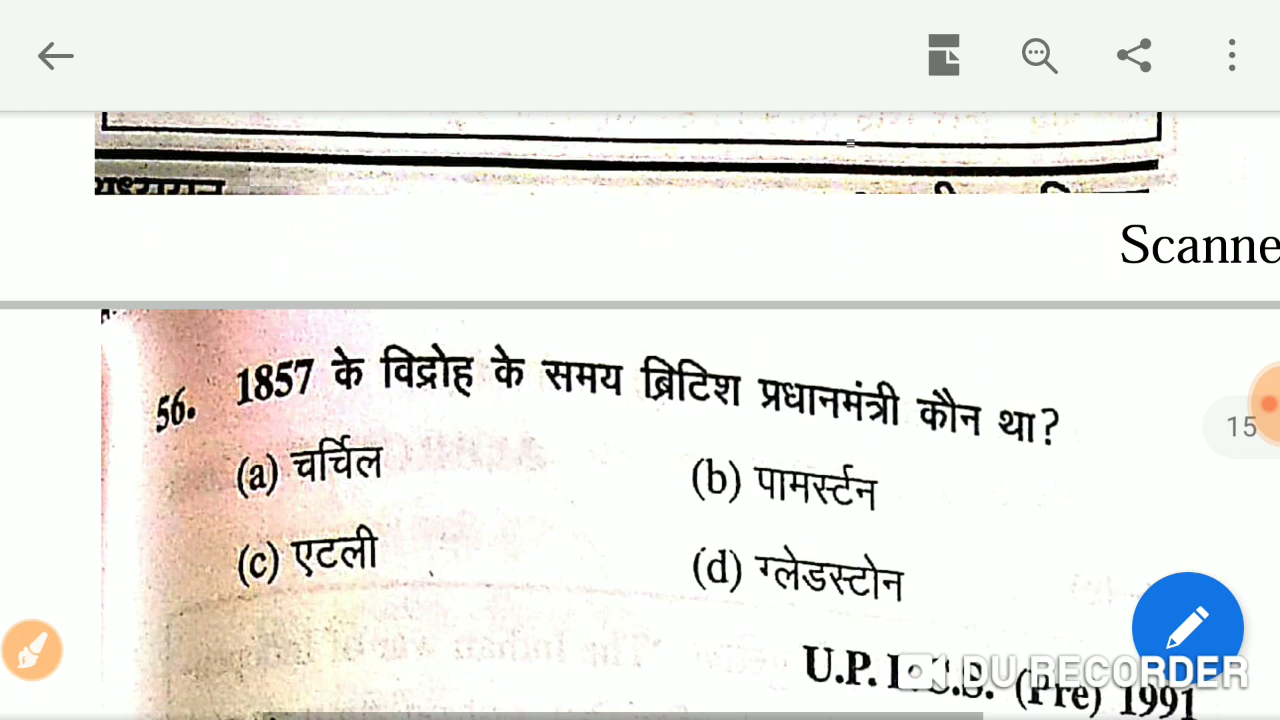 Scanne
56. 1857 के विद्रोह के समय ब्रिटिश प्रधानमंत्री कौन था?
15
(a) चर्चिल (b) पामर्स्टन
(c) एटली (d) ग्लेडस्टोन
U.P. (Pre) 1991
DU RECORDER